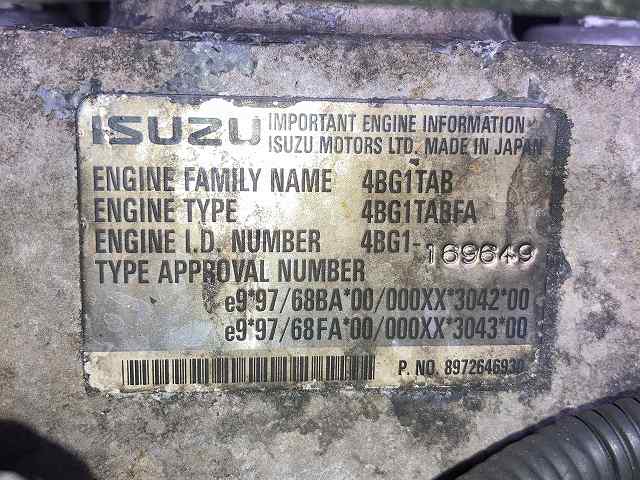 ISUZU IMPORTANT ENGINE INFORMATION
ISUZU MOTORS LTD. MADE IN JAPAN
ENGINE FAMILY NAME 4BG1TAB
ENGINE TYPE 4BG1TABFA
ENGINE I.D. NUMBER 4BG1-169649
TYPE APPROVAL NUMBER
e9*97/68BA*00/000XX*3042*00
e9*97/68FA*00/000XX*3043*00
P. NO. 8972646930